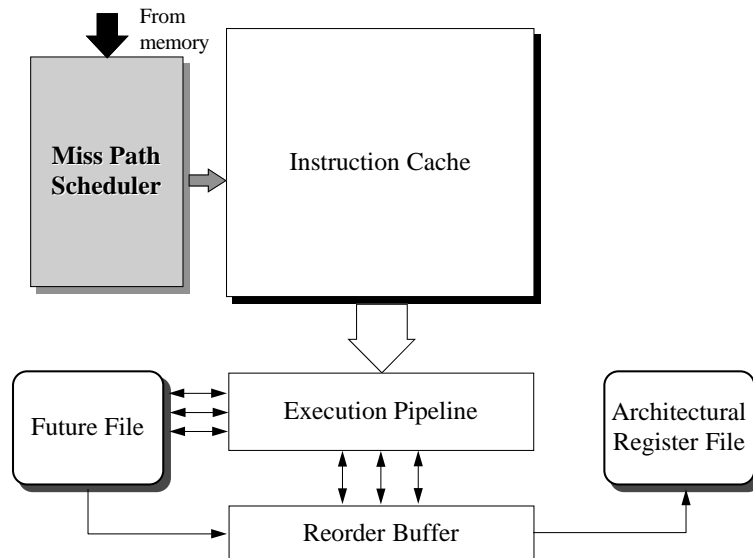 From
memory
Miss Path
Scheduler
Instruction Cache
Future File
Execution Pipeline
Architectural
Register File
Reorder Buffer